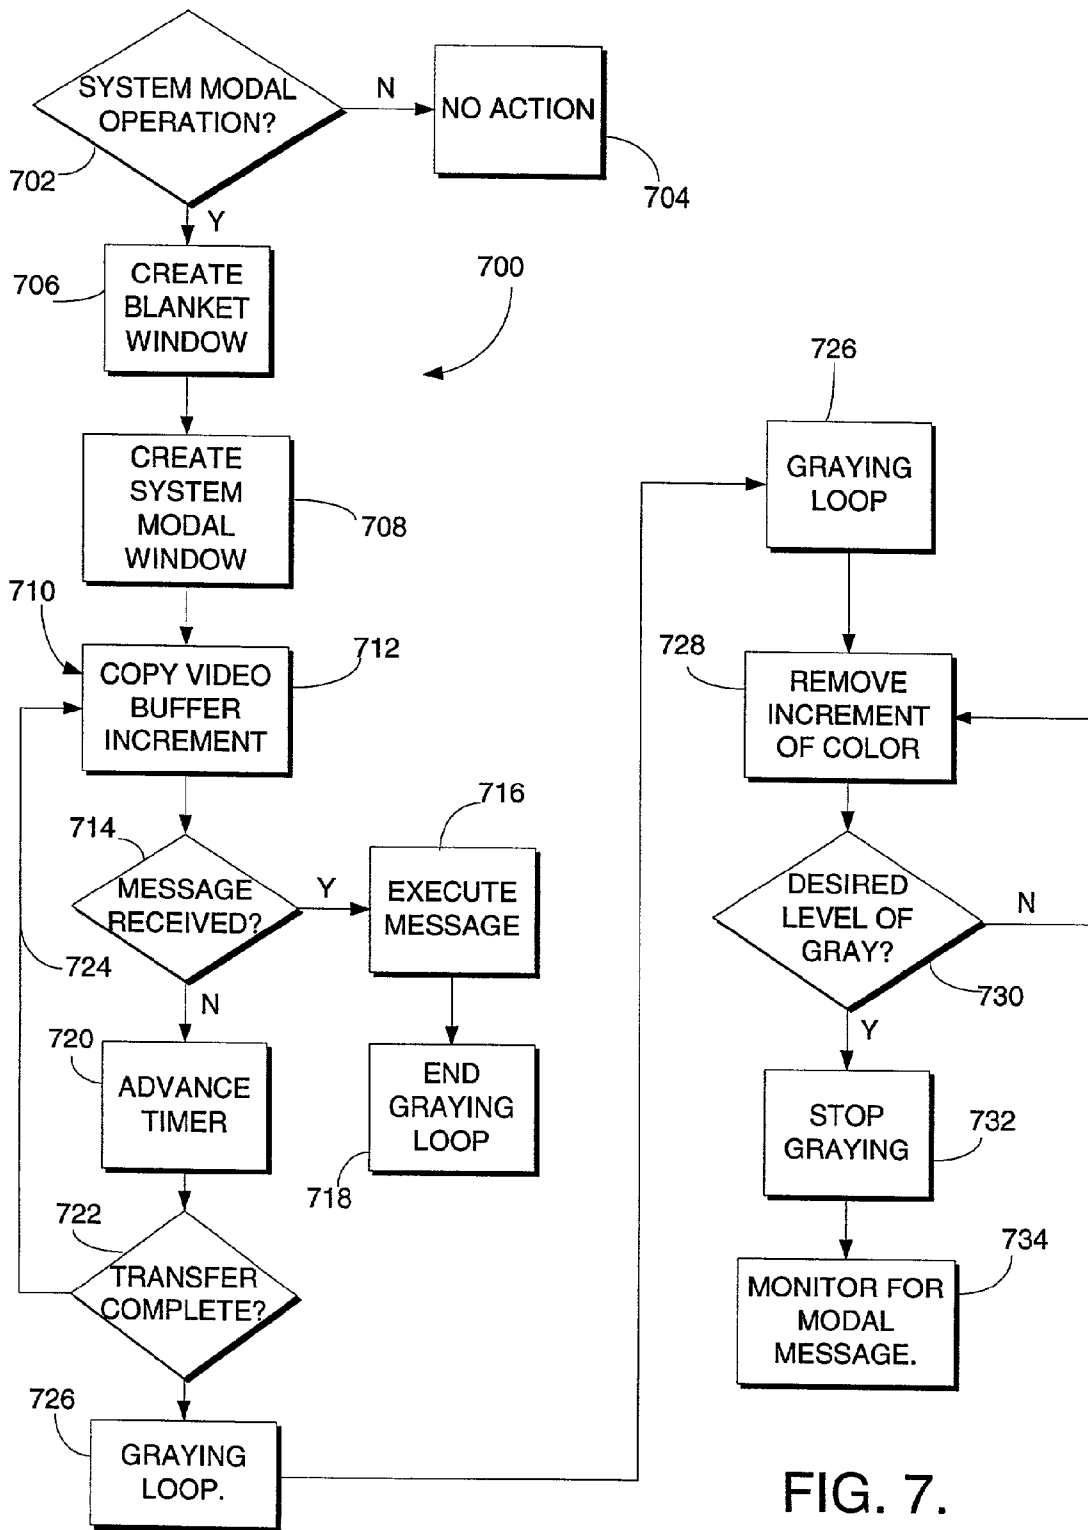 SYSTEM MODAL
OPERATION?
702
N
NO ACTION
704
Y
706
CREATE
BLANKET
WINDOW
700
CREATE
SYSTEM
MODAL
WINDOW
708
710
COPY VIDEO
BUFFER
INCREMENT
712
714
MESSAGE
RECEIVED?
Y
716
EXECUTE
MESSAGE
724
N
720
ADVANCE
TIMER
END
GRAYING
LOOP
718
722
TRANSFER
COMPLETE?
726
GRAYING
LOOP.
726
GRAYING
LOOP
728
REMOVE
INCREMENT
OF COLOR
DESIRED
LEVEL OF
GRAY?
N
730
Y
STOP
GRAYING
732
734
MONITOR FOR
MODAL
MESSAGE.
FIG. 7.